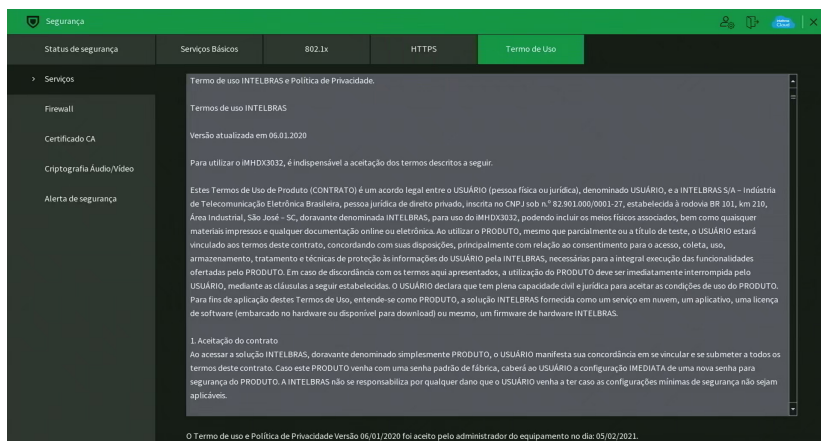 Segurança
Status de segurança
Serviços Básicos
802.1x
HTTPS
Termo de Uso
Serviços
Firewall
Certificado CA
Criptografia Áudio/Vídeo
Alerta de segurança
Termo de uso INTELBRAS e Política de Privacidade.
Termos de uso INTELBRAS
Versão atualizada em 06.01.2020
Para utilizar o iMHDX3032, é indispensável a aceitação dos termos descritos a seguir.
Estes Termos de Uso de Produto (CONTRATO) é um acordo legal entre o USUÁRIO (pessoa física ou jurídica), denominado USUÁRIO, e a INTELBRAS S/A – Indústria
de Telecomunicação Eletrônica Brasileira, pessoa jurídica de direito privado, inscrita no CNPJ sob n.º 82.901.000/0001-27, estabelecida à rodovia BR 101, km 210,
Área Industrial, São José – SC, doravante denominada INTELBRAS, para uso do iMHDX3032, podendo incluir os meios físicos associados, bem como quaisquer
materiais impressos e qualquer documentação online ou eletrônica. Ao utilizar o PRODUTO, mesmo que parcialmente ou a título de teste, o USUÁRIO estará
vinculado aos termos deste contrato, concordando com suas disposições, principalmente com relação ao consentimento para o acesso, coleta, uso,
armazenamento, tratamento e técnicas de proteção às informações do USUÁRIO pela INTELBRAS, necessárias para a integral execução das funcionalidades
ofertadas pelo PRODUTO. Em caso de discordância com os termos aqui apresentados, a utilização do PRODUTO deve ser imediatamente interrompida pelo
USUÁRIO, mediante as cláusulas a seguir estabelecidas. O USUÁRIO declara que tem plena capacidade civil e jurídica para aceitar as condições de uso do PRODUTO.
Para fins de aplicação destes Termos de Uso, entende-se como PRODUTO, a solução INTELBRAS fornecida como um serviço em nuvem, um aplicativo, uma licença
de software (embarcado no hardware ou disponível para download) ou mesmo, um firmware de hardware INTELBRAS.
1. Aceitação do contrato
Ao acessar a solução INTELBRAS, doravante denominado simplesmente PRODUTO, o USUÁRIO manifesta sua concordância em se vincular e se submeter a todos os
termos deste contrato. Caso este PRODUTO venha com uma senha padrão de fábrica, caberá ao USUÁRIO a configuração IMEDIATA de uma nova senha para
segurança do PRODUTO. A INTELBRAS não se responsabiliza por qualquer dano que o USUÁRIO venha a ter caso as configurações mínimas de segurança não sejam
aplicáveis.
O Termo de uso e Política de Privacidade Versão 06/01/2020 foi aceito pelo administrador do equipamento no dia: 05/02/2021.